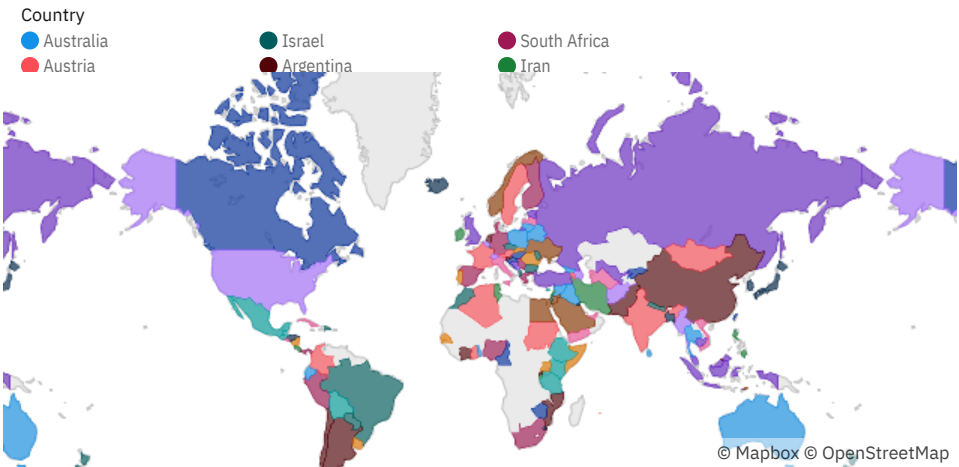 Country
Australia
Israel
South Africa
Austria
Argentina
Iran
© Mapbox © OpenStreetMap